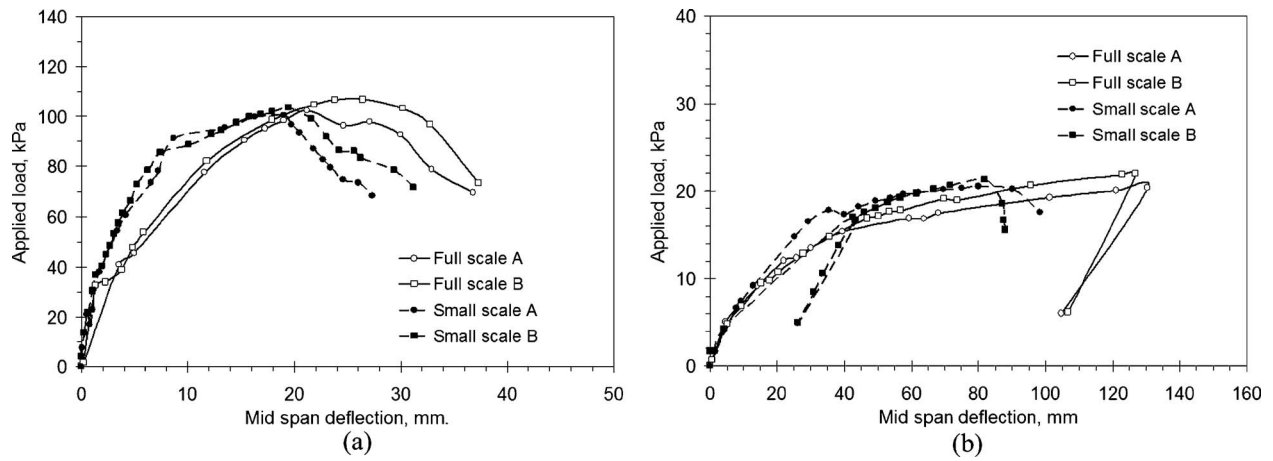 140
120
100
80
60
40
20
0
Applied load, kPa
Full scale A
Full scale B
Small scale A
Small scale B
0 10 20 30 40 50
Mid span deflection, mm.
(a)
40
30
20
10
0
Applied load, kPa
Full scale A
Full scale B
Small scale A
Small scale B
0 20 40 60 80 100 120 140 160
Mid span deflection, mm
(b)